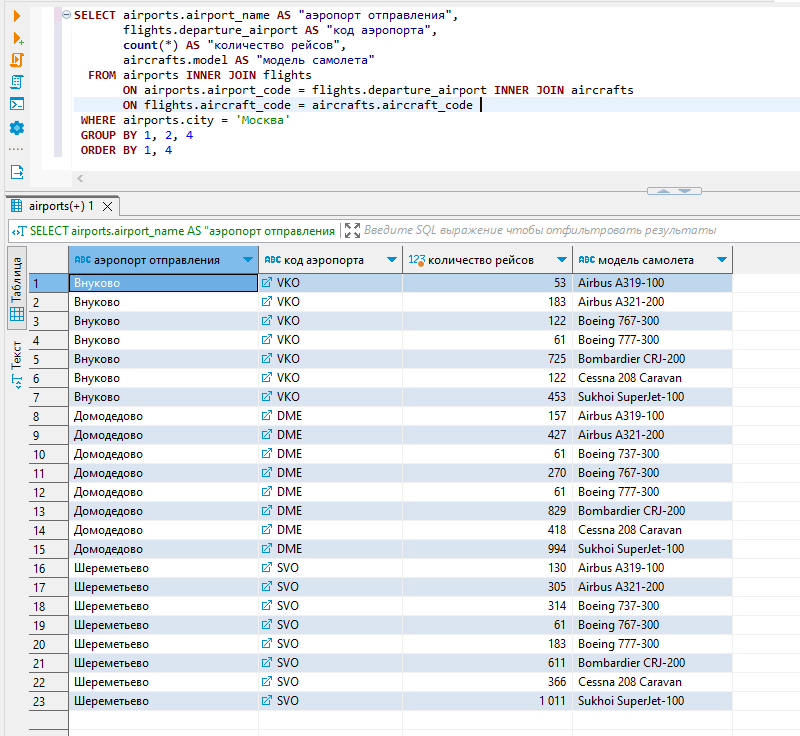 SELECT airports.airport_name AS "аэропорт отправления",
flights.departure_airport AS "код аэропорта",
count(*) AS "количество рейсов",
aircrafts.model AS "модель самолета"
FROM airports INNER JOIN flights
ON airports.airport_code = flights.departure_airport INNER JOIN aircrafts
ON flights.aircraft_code = aircrafts.aircraft_code
WHERE airports.city = 'Москва'
GROUP BY 1, 2, 4
ORDER BY 1, 4
airports(+) 1
SELECT airports.airport_name AS "аэропорт отправления Введите SQL выражение чтобы отфильтровать результаты
Таблица
Текст
ABC аэропорт отправления ABC код аэропорта 123 количество рейсов ABC модель самолета
1 Внуково VKO 53 Airbus A319-100
2 Внуково VKO 183 Airbus A321-200
3 Внуково VKO 122 Boeing 767-300
4 Внуково VKO 61 Boeing 777-300
5 Внуково VKO 725 Bombardier CRJ-200
6 Внуково VKO 122 Cessna 208 Caravan
7 Внуково VKO 453 Sukhoi SuperJet-100
8 Домодедово DME 157 Airbus A319-100
9 Домодедово DME 427 Airbus A321-200
10 Домодедово DME 61 Boeing 737-300
11 Домодедово DME 270 Boeing 767-300
12 Домодедово DME 61 Boeing 777-300
13 Домодедово DME 829 Bombardier CRJ-200
14 Домодедово DME 418 Cessna 208 Caravan
15 Домодедово DME 994 Sukhoi SuperJet-100
16 Шереметьево SVO 130 Airbus A319-100
17 Шереметьево SVO 305 Airbus A321-200
18 Шереметьево SVO 314 Boeing 737-300
19 Шереметьево SVO 61 Boeing 767-300
20 Шереметьево SVO 183 Boeing 777-300
21 Шереметьево SVO 611 Bombardier CRJ-200
22 Шереметьево SVO 366 Cessna 208 Caravan
23 Шереметьево SVO 1 011 Sukhoi SuperJet-100